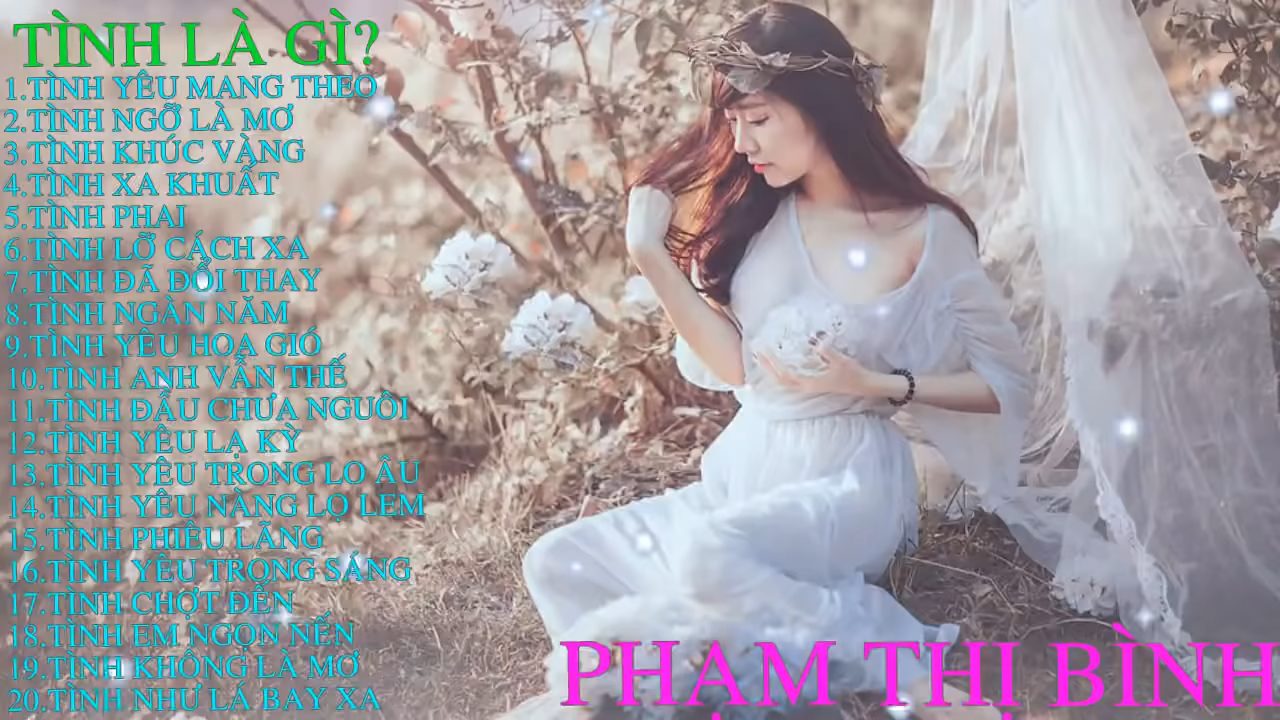 TÌNH LÀ GÌ?
1.TÌNH YÊU MANG THEO
2.TÌNH NGỠ LÀ MƠ
3.TÌNH KHÚC VÀNG
4.TÌNH XA KHUẤT
5.TÌNH PHAI
6.TÌNH LỠ CÁCH XA
7.TÌNH ĐÃ ĐỔI THAY
8.TÌNH NGÀN NĂM
9.TÌNH YÊU HOA GIÓ
10.TÌNH ANH VẪN THẾ
11.TÌNH ĐẦU CHƯA NGUÔI
12.TÌNH YÊU LẠ KỲ
13.TÌNH YÊU TRONG LO ÂU
14.TÌNH YÊU NÀNG LỌ LEM
15.TÌNH PHIÊU LÃNG
16.TÌNH YÊU TRONG SÁNG
17.TÌNH CHỢT ĐẾN
18.TÌNH EM NGỌN NẾN
19.TÌNH KHÔNG LÀ MƠ
20.TÌNH NHƯ LÁ BAY XA
PHẠM THỊ BÌNH